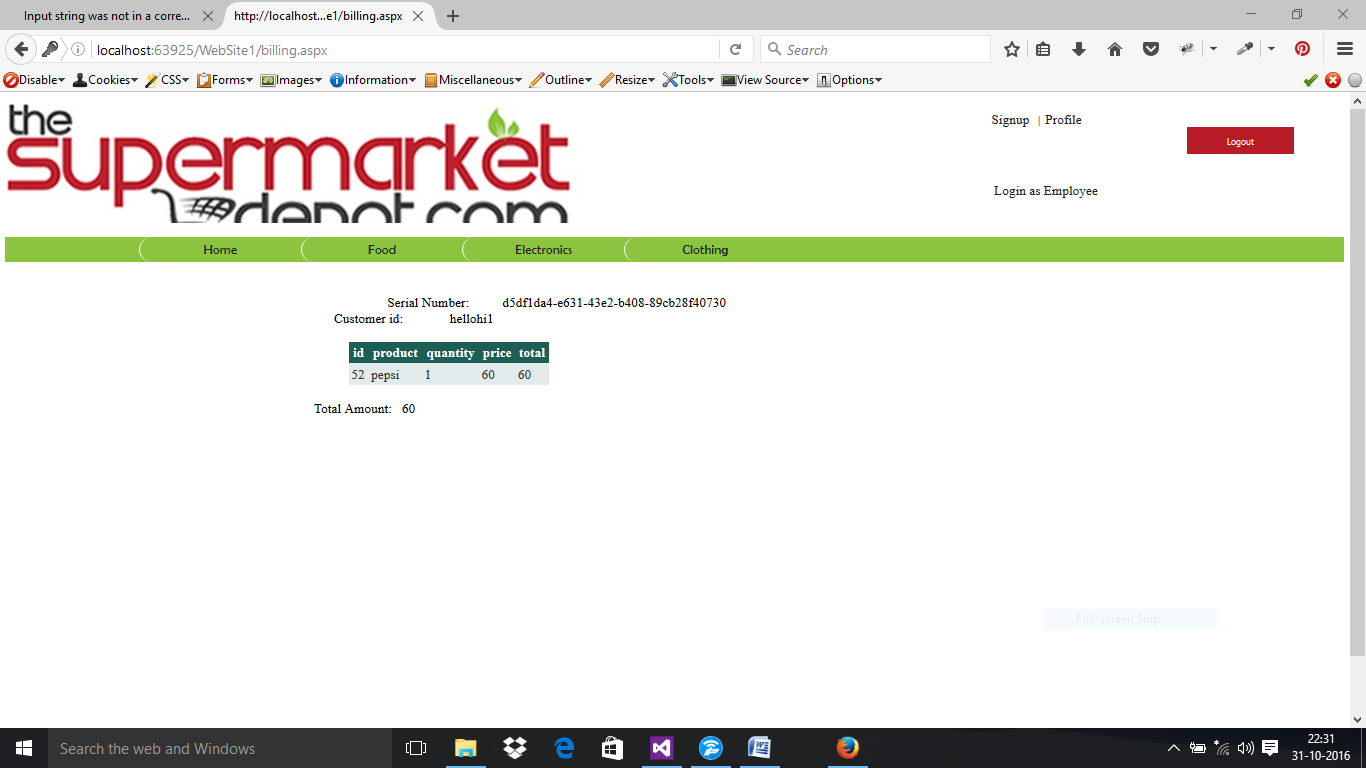 Input string was not in a corre...
http://localhost...e1/billing.aspx
localhost:63925/WebSite1/billing.aspx
Search
Disable Cookies CSS Forms Images Information Miscellaneous Outline Resize Tools View Source Options
the
supermarket
depot.com
Signup | Profile
Logout
Login as Employee
Home Food Electronics Clothing
Serial Number: d5df1da4-e631-43e2-b408-89cb28f40730
Customer id: hellohi1
id product quantity price total
52 pepsi 1 60 60
Total Amount: 60
Full-screen Snip
Search the web and Windows
22:31
31-10-2016